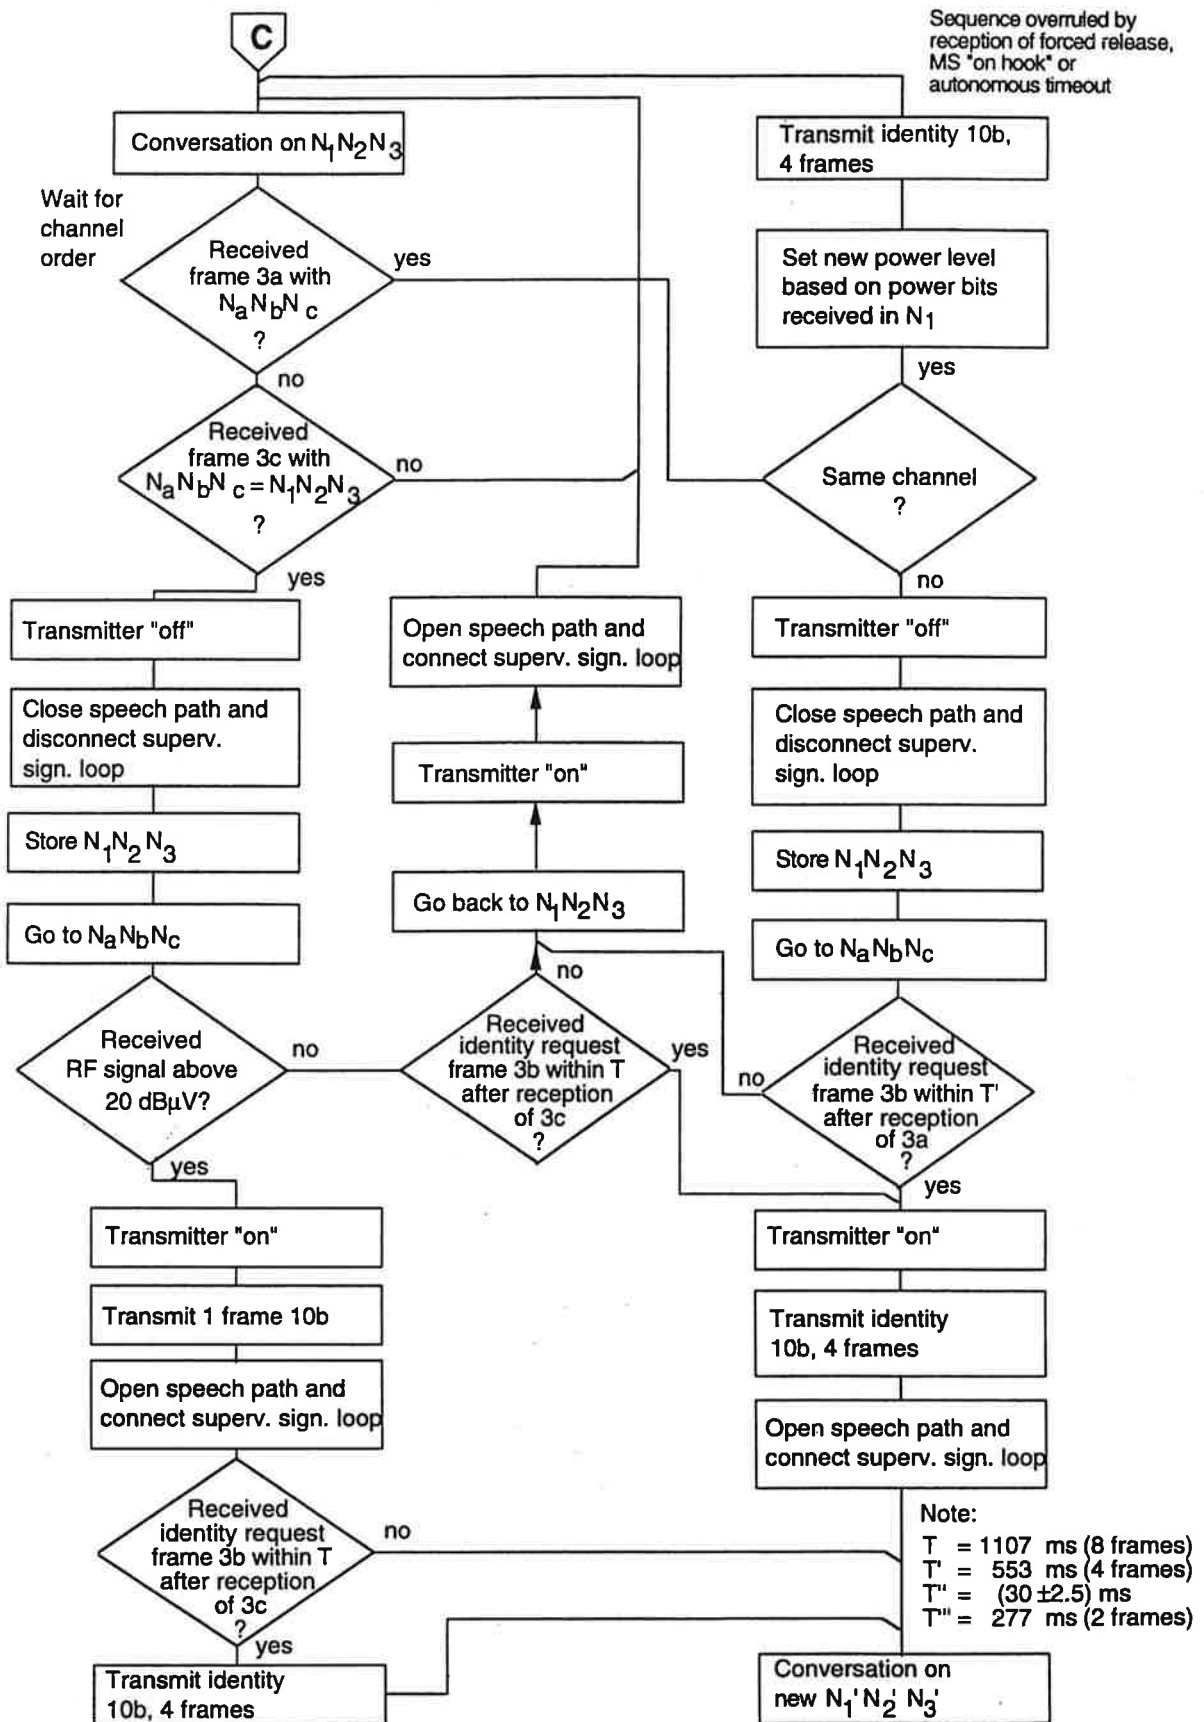 C
Sequence overruled by
reception of forced release,
MS "on hook" or
autonomous timeout
Conversation on N1N2N3
Transmit identity 10b,
4 frames
Wait for
channel
order
Received
frame 3a with
NaNbNc
?
yes
no
Set new power level
based on power bits
received in N1
yes
Received
frame 3c with
NaNbNc = N1N2N3
?
no
yes
Same channel
?
no
Transmitter "off"
Close speech path and
disconnect superv.
sign. loop
Store N1N2N3
Go to NaNbNc
Open speech path and
connect superv. sign. loop
Transmitter "on"
Go back to N1N2N3
Transmitter "off"
Close speech path and
disconnect superv.
sign. loop
Store N1N2N3
Go to NaNbNc
Received
RF signal above
20 dBµV?
no
yes
no
Received
identity request
frame 3b within T
after reception
of 3c
?
yes
no
Received
identity request
frame 3b within T'
after reception
of 3a
?
yes
Transmitter "on"
Transmit 1 frame 10b
Open speech path and
connect superv. sign. loop
Transmitter "on"
Transmit identity
10b, 4 frames
Open speech path and
connect superv. sign. loop
Received
identity request
frame 3b within T
after reception
of 3c
?
no
yes
Transmit identity
10b, 4 frames
Note:
T = 1107 ms (8 frames)
T' = 553 ms (4 frames)
T'' = (30 ±2.5) ms
T''' = 277 ms (2 frames)
Conversation on
new N1' N2' N3'